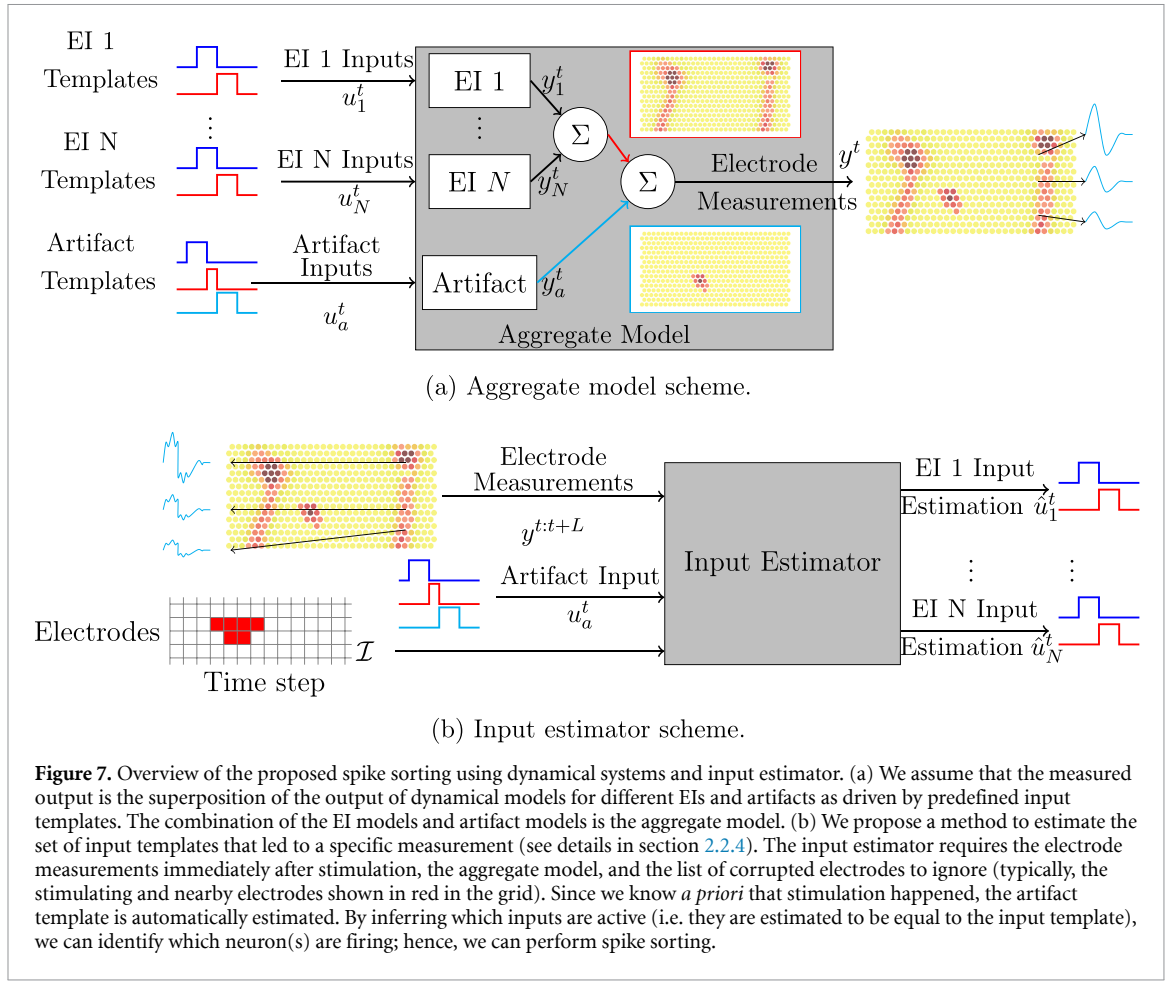 EI 1
Templates
EI 1 Inputs
u_1^t
EI 1
y_1^t
⋮
⋮
Σ
EI N
Templates
EI N Inputs
u_N^t
EI N
y_N^t
Σ
Electrode
Measurements
y^t
Artifact
Templates
Artifact
Inputs
u_a^t
Artifact
y_a^t
Aggregate Model
(a) Aggregate model scheme.
Electrode
Measurements
y^{t:t+L}
Artifact Input
u_a^t
Electrodes
Time step
ℐ
Input Estimator
EI 1 Input
Estimation û_1^t
⋮ ⋮
EI N Input
Estimation û_N^t
(b) Input estimator scheme.
Figure 7. Overview of the proposed spike sorting using dynamical systems and input estimator. (a) We assume that the measured
output is the superposition of the output of dynamical models for different EIs and artifacts as driven by predefined input
templates. The combination of the EI models and artifact models is the aggregate model. (b) We propose a method to estimate the
set of input templates that led to a specific measurement (see details in section 2.2.4). The input estimator requires the electrode
measurements immediately after stimulation, the aggregate model, and the list of corrupted electrodes to ignore (typically, the
stimulating and nearby electrodes shown in red in the grid). Since we know a priori that stimulation happened, the artifact
template is automatically estimated. By inferring which inputs are active (i.e. they are estimated to be equal to the input template),
we can identify which neuron(s) are firing; hence, we can perform spike sorting.